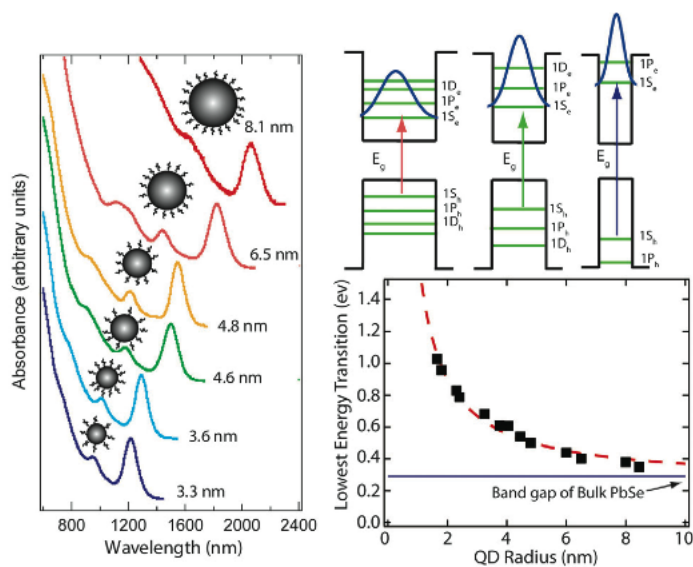 Absorbance (arbitrary units)
8.1 nm
6.5 nm
4.8 nm
4.6 nm
3.6 nm
3.3 nm
800 1200 1600 2000 2400
Wavelength (nm)
1De
1Pe
1Se
Eg
1Sh
1Ph
1Dh
1De
1Pe
1Se
Eg
1Sh
1Ph
1Dh
1Pe
1Se
Eg
1Sh
1Ph
Lowest Energy Transition (ev)
1.4
1.2
1.0
0.8
0.6
0.4
0.2
0.0
Band gap of Bulk PbSe
0 2 4 6 8 10
QD Radius (nm)